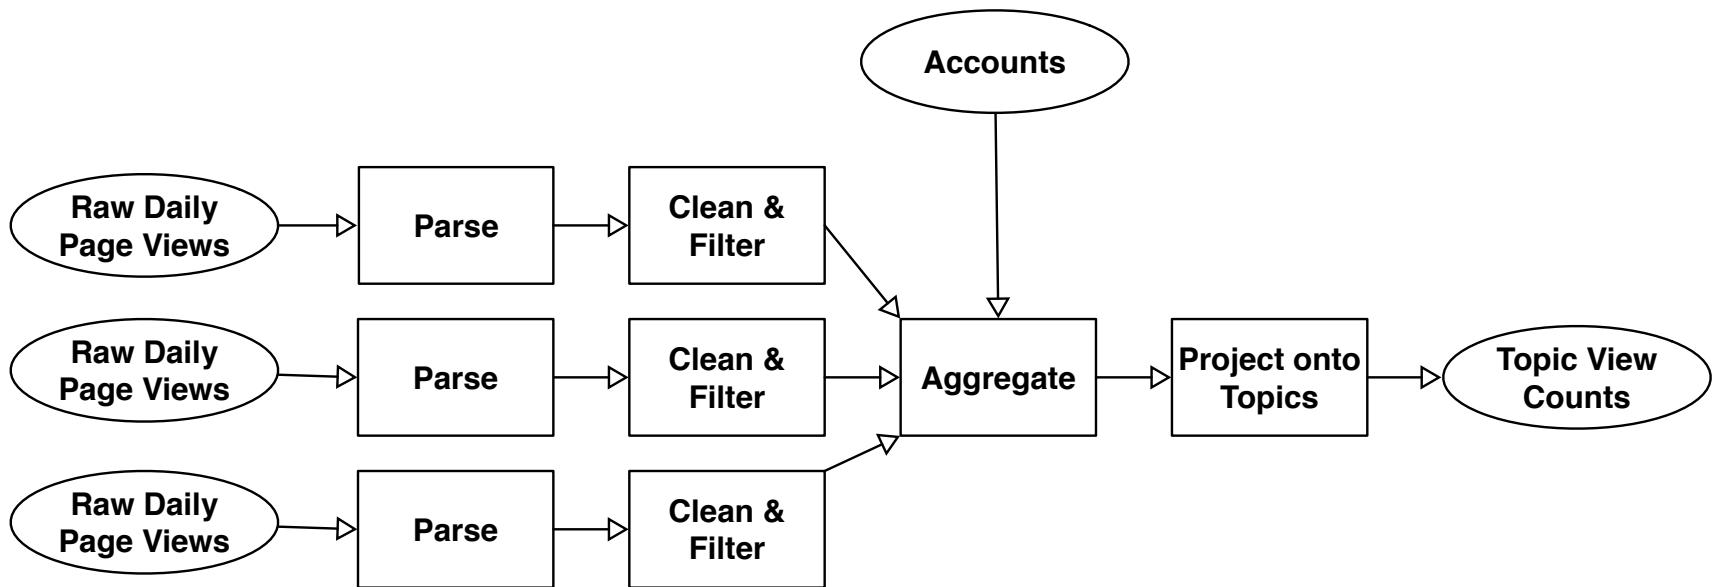 Accounts
Raw Daily
Page Views
Parse
Clean &
Filter
Raw Daily
Page Views
Parse
Clean &
Filter
Aggregate
Project onto
Topics
Topic View
Counts
Raw Daily
Page Views
Parse
Clean &
Filter